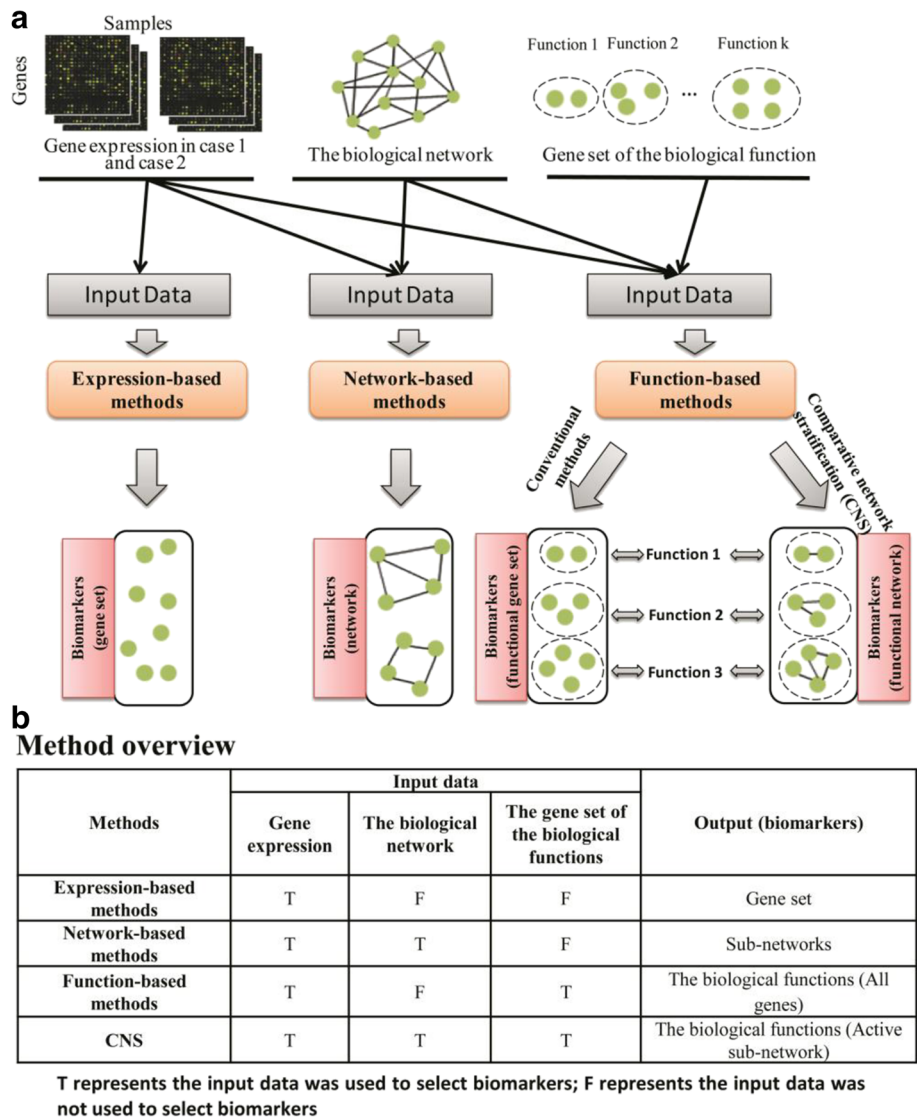 a
Samples
Genes
Gene expression in case 1
and case 2
The biological network
Function 1
Function 2
...
Function k
Gene set of the biological function
Input Data
Input Data
Input Data
Expression-based
methods
Network-based
methods
Function-based
methods
Conventional
methods
Comparative network
stratification (CNS)
Biomarkers
(gene set)
Biomarkers
(network)
Biomarkers
(functional gene set)
Function 1
Function 2
Function 3
Biomarkers
(functional network)
b
Method overview
Methods
Input data
Output (biomarkers)
Gene
expression
The biological
network
The gene set of
the biological
functions
Expression-based
methods
T
F
F
Gene set
Network-based
methods
T
T
F
Sub-networks
Function-based
methods
T
F
T
The biological functions (All
genes)
CNS
T
T
T
The biological functions (Active
sub-network)
T represents the input data was used to select biomarkers; F represents the input data was
not used to select biomarkers